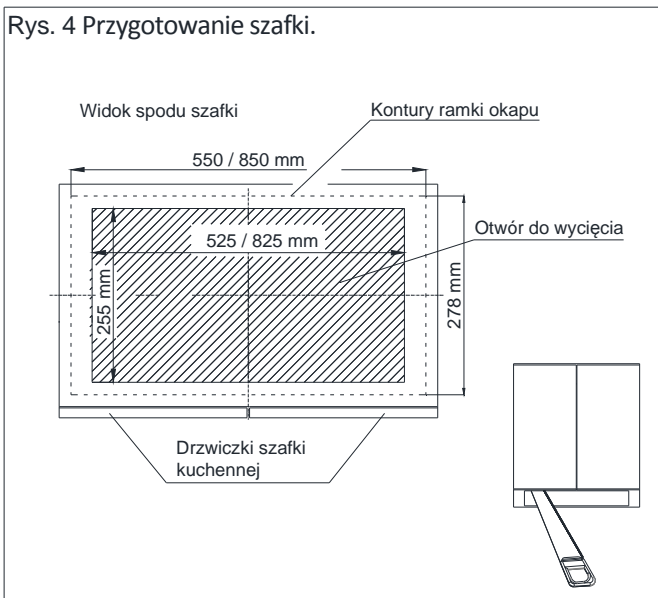 Rys. 4 Przygotowanie szafki.
Widok spodu szafki
Kontury ramki okapu
550 / 850 mm
Otwór do wycięcia
525 / 825 mm
255 mm
278 mm
Drzwiczki szafki
kuchennej